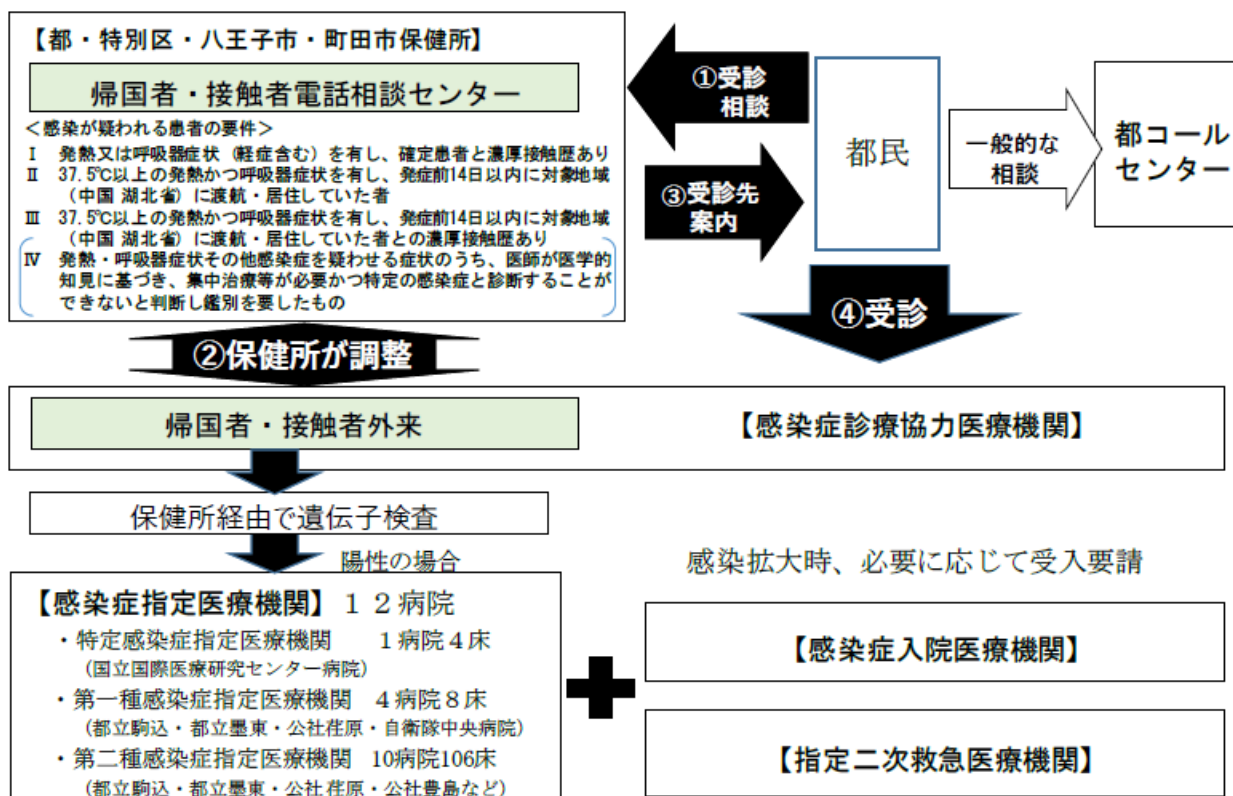 【都・特別区・八王子市・町田市保健所】
帰国者・接触者電話相談センター
<感染が疑われる患者の要件>
Ⅰ 発熱又は呼吸器症状（軽症含む）を有し、確定患者と濃厚接触歴あり
Ⅱ 37.5℃以上の発熱かつ呼吸器症状を有し、発症前14日以内に対象地域
（中国 湖北省）に渡航・居住していた者
Ⅲ 37.5℃以上の発熱かつ呼吸器症状を有し、発症前14日以内に対象地域
（中国 湖北省）に渡航・居住していた者との濃厚接触歴あり
Ⅳ 発熱・呼吸器症状その他感染症を疑わせる症状のうち、医師が医学的
知見に基づき、集中治療等が必要かつ特定の感染症と診断することが
できないと判断し鑑別を要したもの
①受診
相談
③受診先
案内
都民
一般的な
相談
都コール
センター
④受診
②保健所が調整
帰国者・接触者外来
【感染症診療協力医療機関】
保健所経由で遺伝子検査
陽性の場合
【感染症指定医療機関】１２病院
・特定感染症指定医療機関 １病院４床
（国立国際医療研究センター病院）
・第一種感染症指定医療機関 ４病院８床
（都立駒込・都立墨東・公社荏原・自衛隊中央病院）
・第二種感染症指定医療機関 10病院106床
（都立駒込・都立墨東・公社荏原・公社豊島など）
感染拡大時、必要に応じて受入要請
【感染症入院医療機関】
【指定二次救急医療機関】